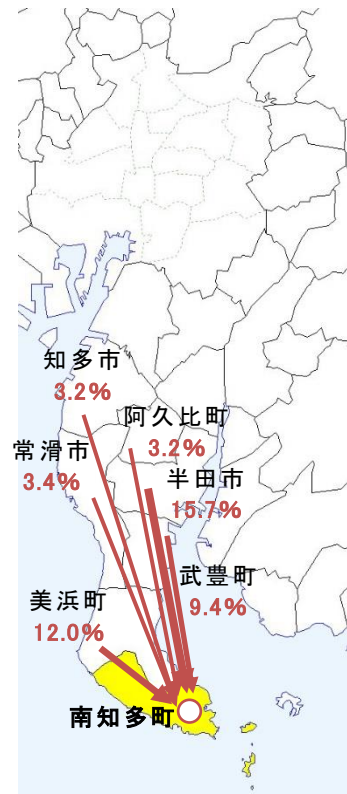 知多市
3.2%
阿久比町
3.2%
常滑市
3.4%
半田市
15.7%
武豊町
9.4%
美浜町
12.0%
南知多町